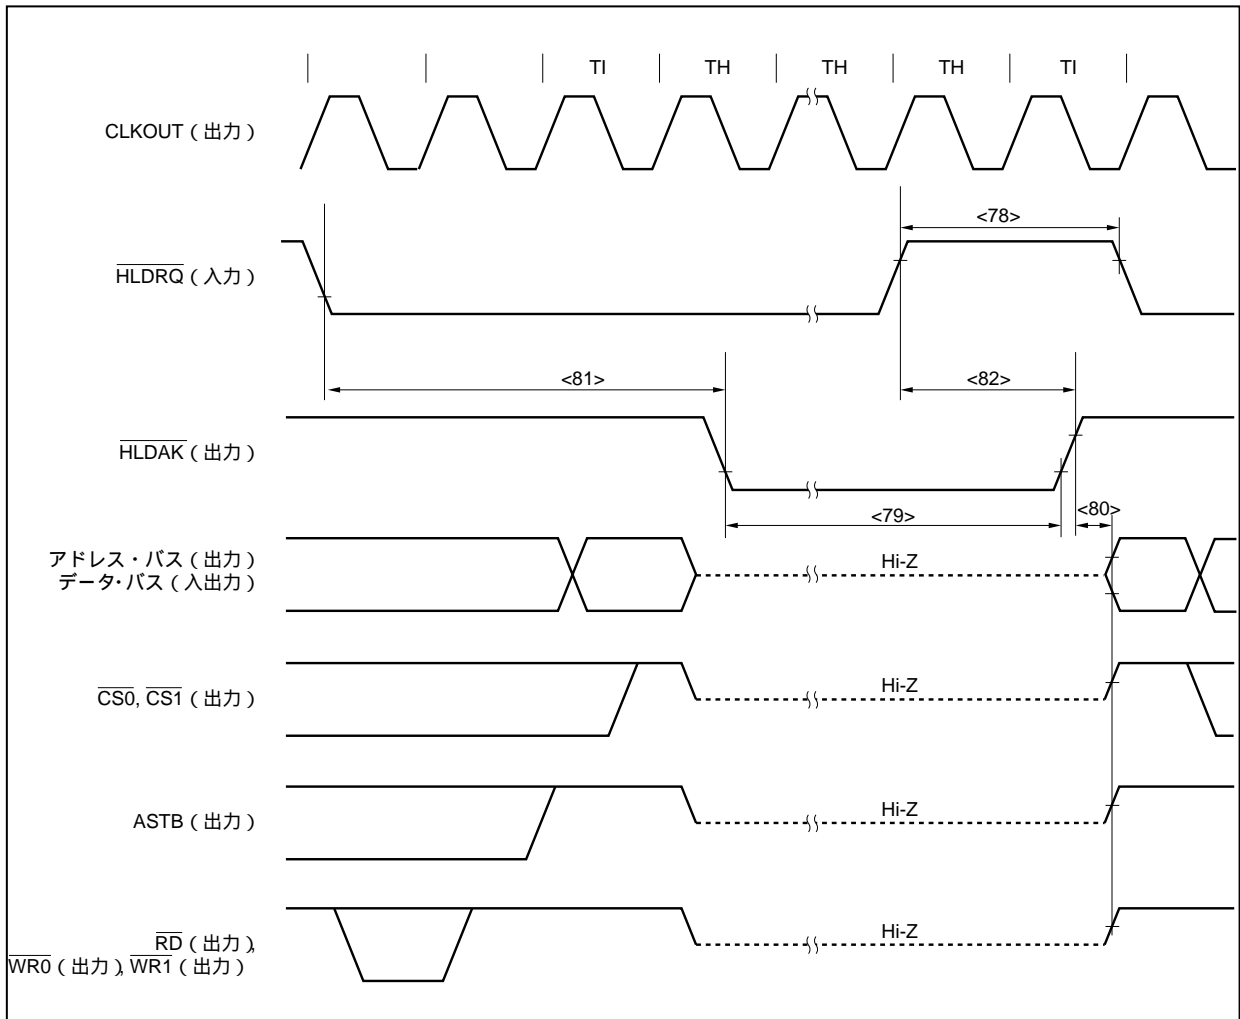 TI TH TH TH TI
CLKOUT（出力）
<78>
HLDRQ（入力）
<81> <82>
HLDAK（出力）
<79> <80>
アドレス・バス（出力）
データ・バス（入出力）
Hi-Z
CS0, CS1（出力）
Hi-Z
ASTB（出力）
Hi-Z
RD（出力）,
WR0（出力）, WR1（出力）
Hi-Z